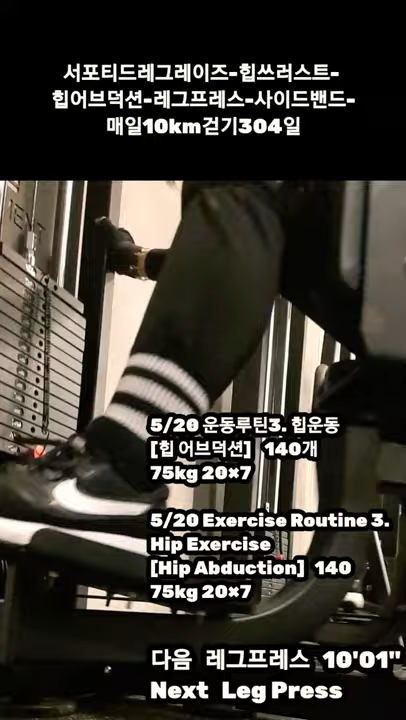 서포티드레그레이즈-힙쓰러스트-
힙어브덕션-레그프레스-사이드밴드-
매일10km걷기304일
5/20 운동루틴3. 힙운동
[힙 어브덕션] 140개
75kg 20×7
5/20 Exercise Routine 3.
Hip Exercise
[Hip Abduction] 140
75kg 20×7
다음 레그프레스 10'01"
Next Leg Press